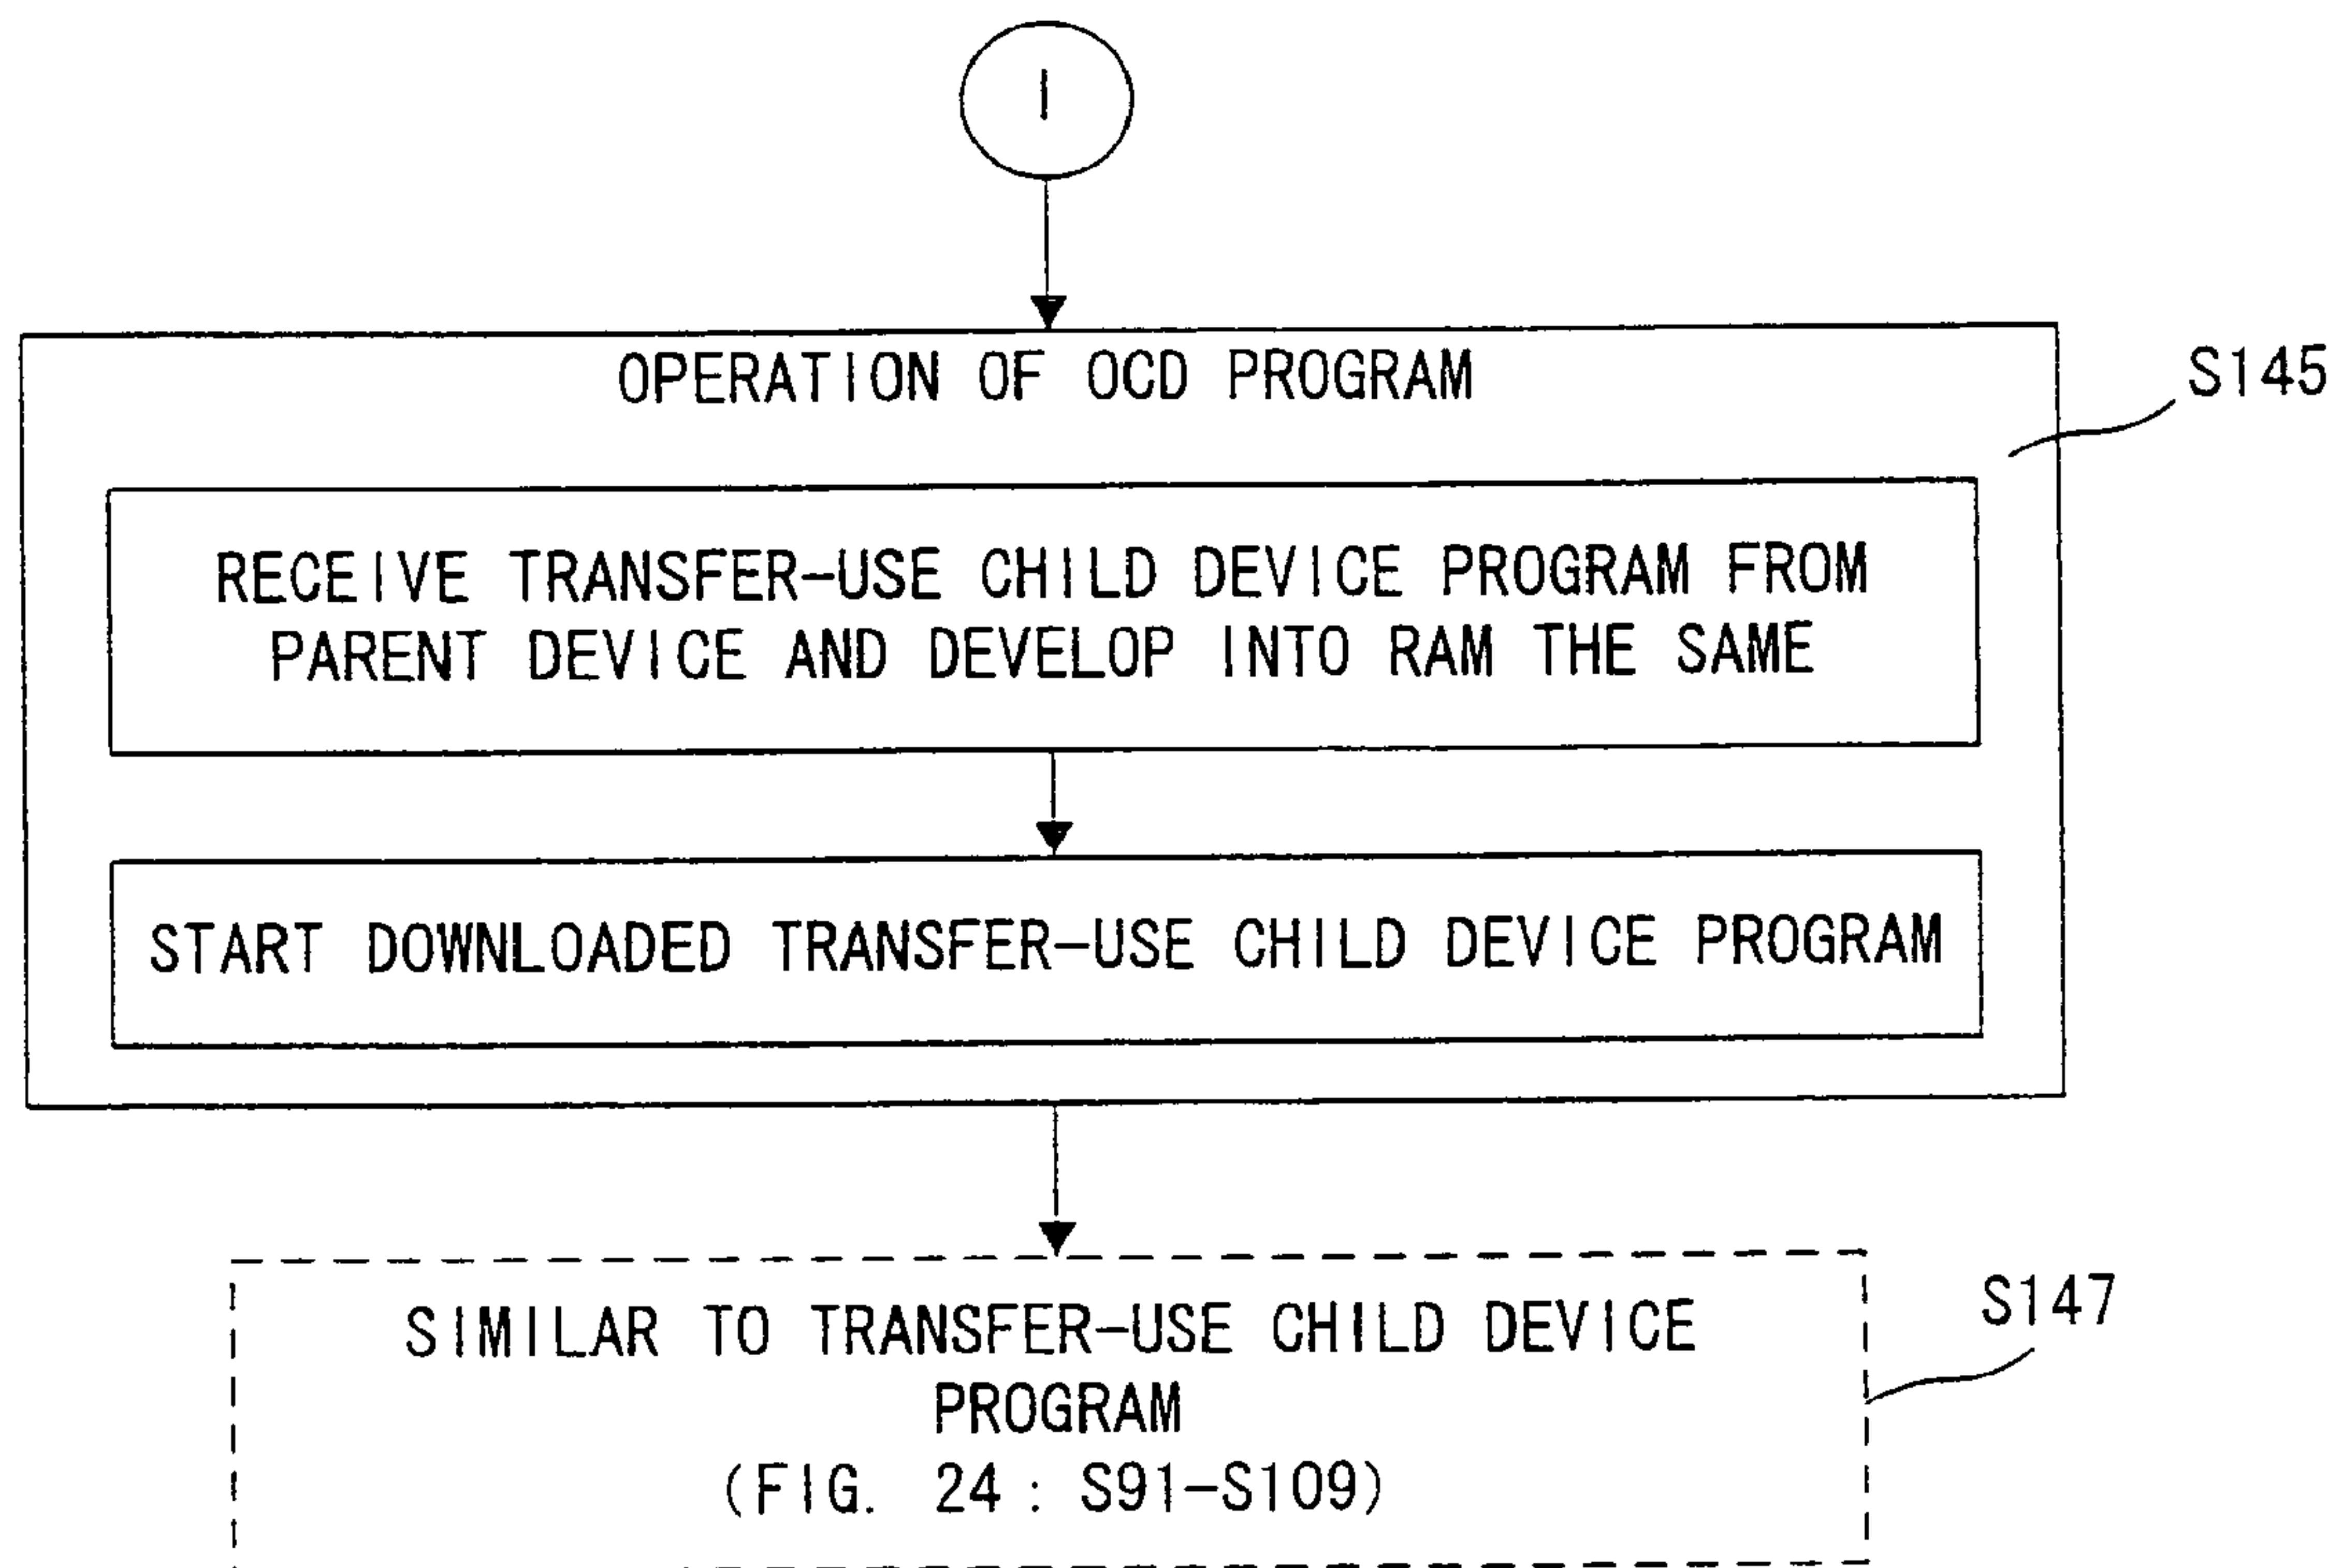 I
OPERATION OF OCD PROGRAM
S145
RECEIVE TRANSFER-USE CHILD DEVICE PROGRAM FROM
PARENT DEVICE AND DEVELOP INTO RAM THE SAME
START DOWNLOADED TRANSFER-USE CHILD DEVICE PROGRAM
S147
SIMILAR TO TRANSFER-USE CHILD DEVICE
PROGRAM
(FIG. 24 : S91-S109)